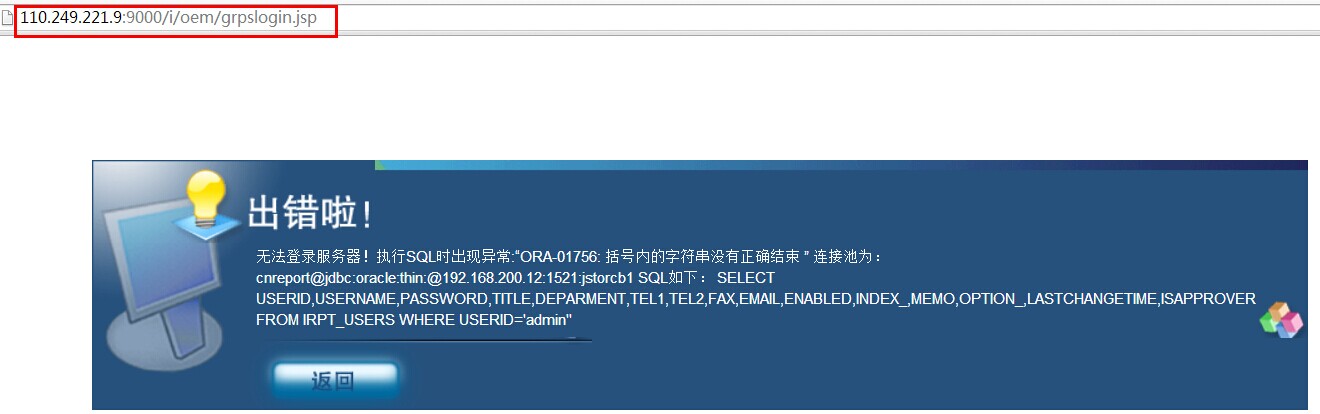 110.249.221.9:9000/i/oem/grpslogin.jsp
出错啦!
无法登录服务器！执行SQL时出现异常:"ORA-01756: 括号内的字符串没有正确结束 " 连接池为：
cnreport@jdbc:oracle:thin:@192.168.200.12:1521:jstorcb1 SQL如下： SELECT
USERID,USERNAME,PASSWORD,TITLE,DEPARMENT,TEL1,TEL2,FAX,EMAIL,ENABLED,INDEX_,MEMO,OPTION_,LASTCHANGETIME,ISAPPROVER
FROM IRPT_USERS WHERE USERID='admin''
返回